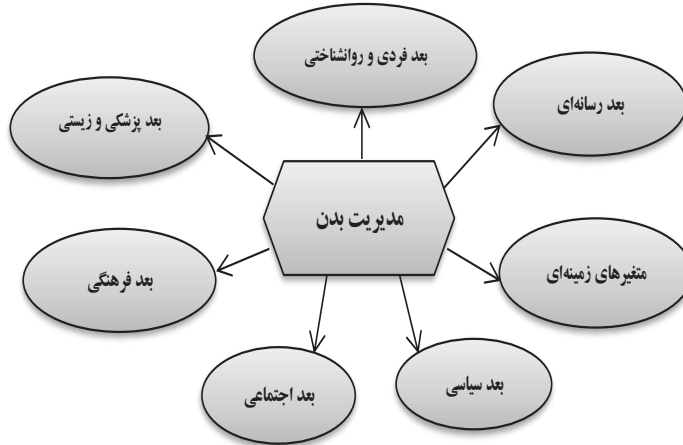 بعد فردی و روانشناختی
بعد رسانه‌ای
بعد پزشکی و زیستی
مدیریت بدن
متغیرهای زمینه‌ای
بعد فرهنگی
بعد سیاسی
بعد اجتماعی